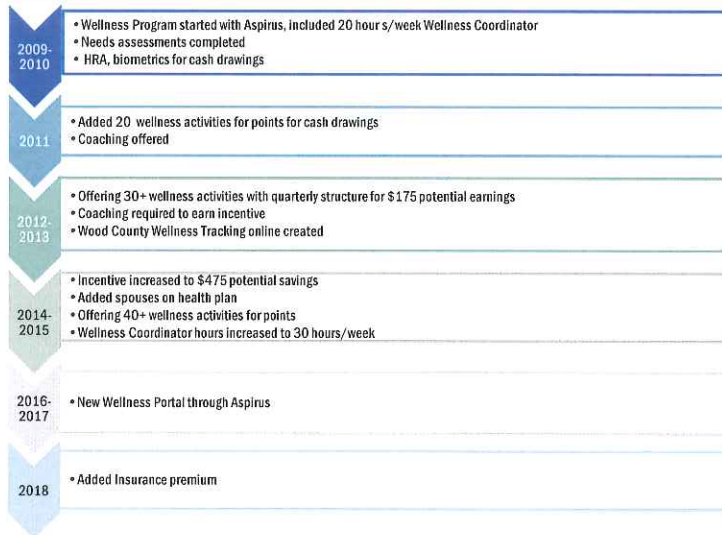 2009-
2010
• Wellness Program started with Aspirus, included 20 hour s/week Wellness Coordinator
• Needs assessments completed
• HRA, biometrics for cash drawings
2011
• Added 20 wellness activities for points for cash drawings
• Coaching offered
2012-
2013
• Offering 30+ wellness activities with quarterly structure for $175 potential earnings
• Coaching required to earn incentive
• Wood County Wellness Tracking online created
2014-
2015
• Incentive increased to $475 potential savings
• Added spouses on health plan
• Offering 40+ wellness activities for points
• Wellness Coordinator hours increased to 30 hours/week
2016-
2017
• New Wellness Portal through Aspirus
2018
• Added Insurance premium